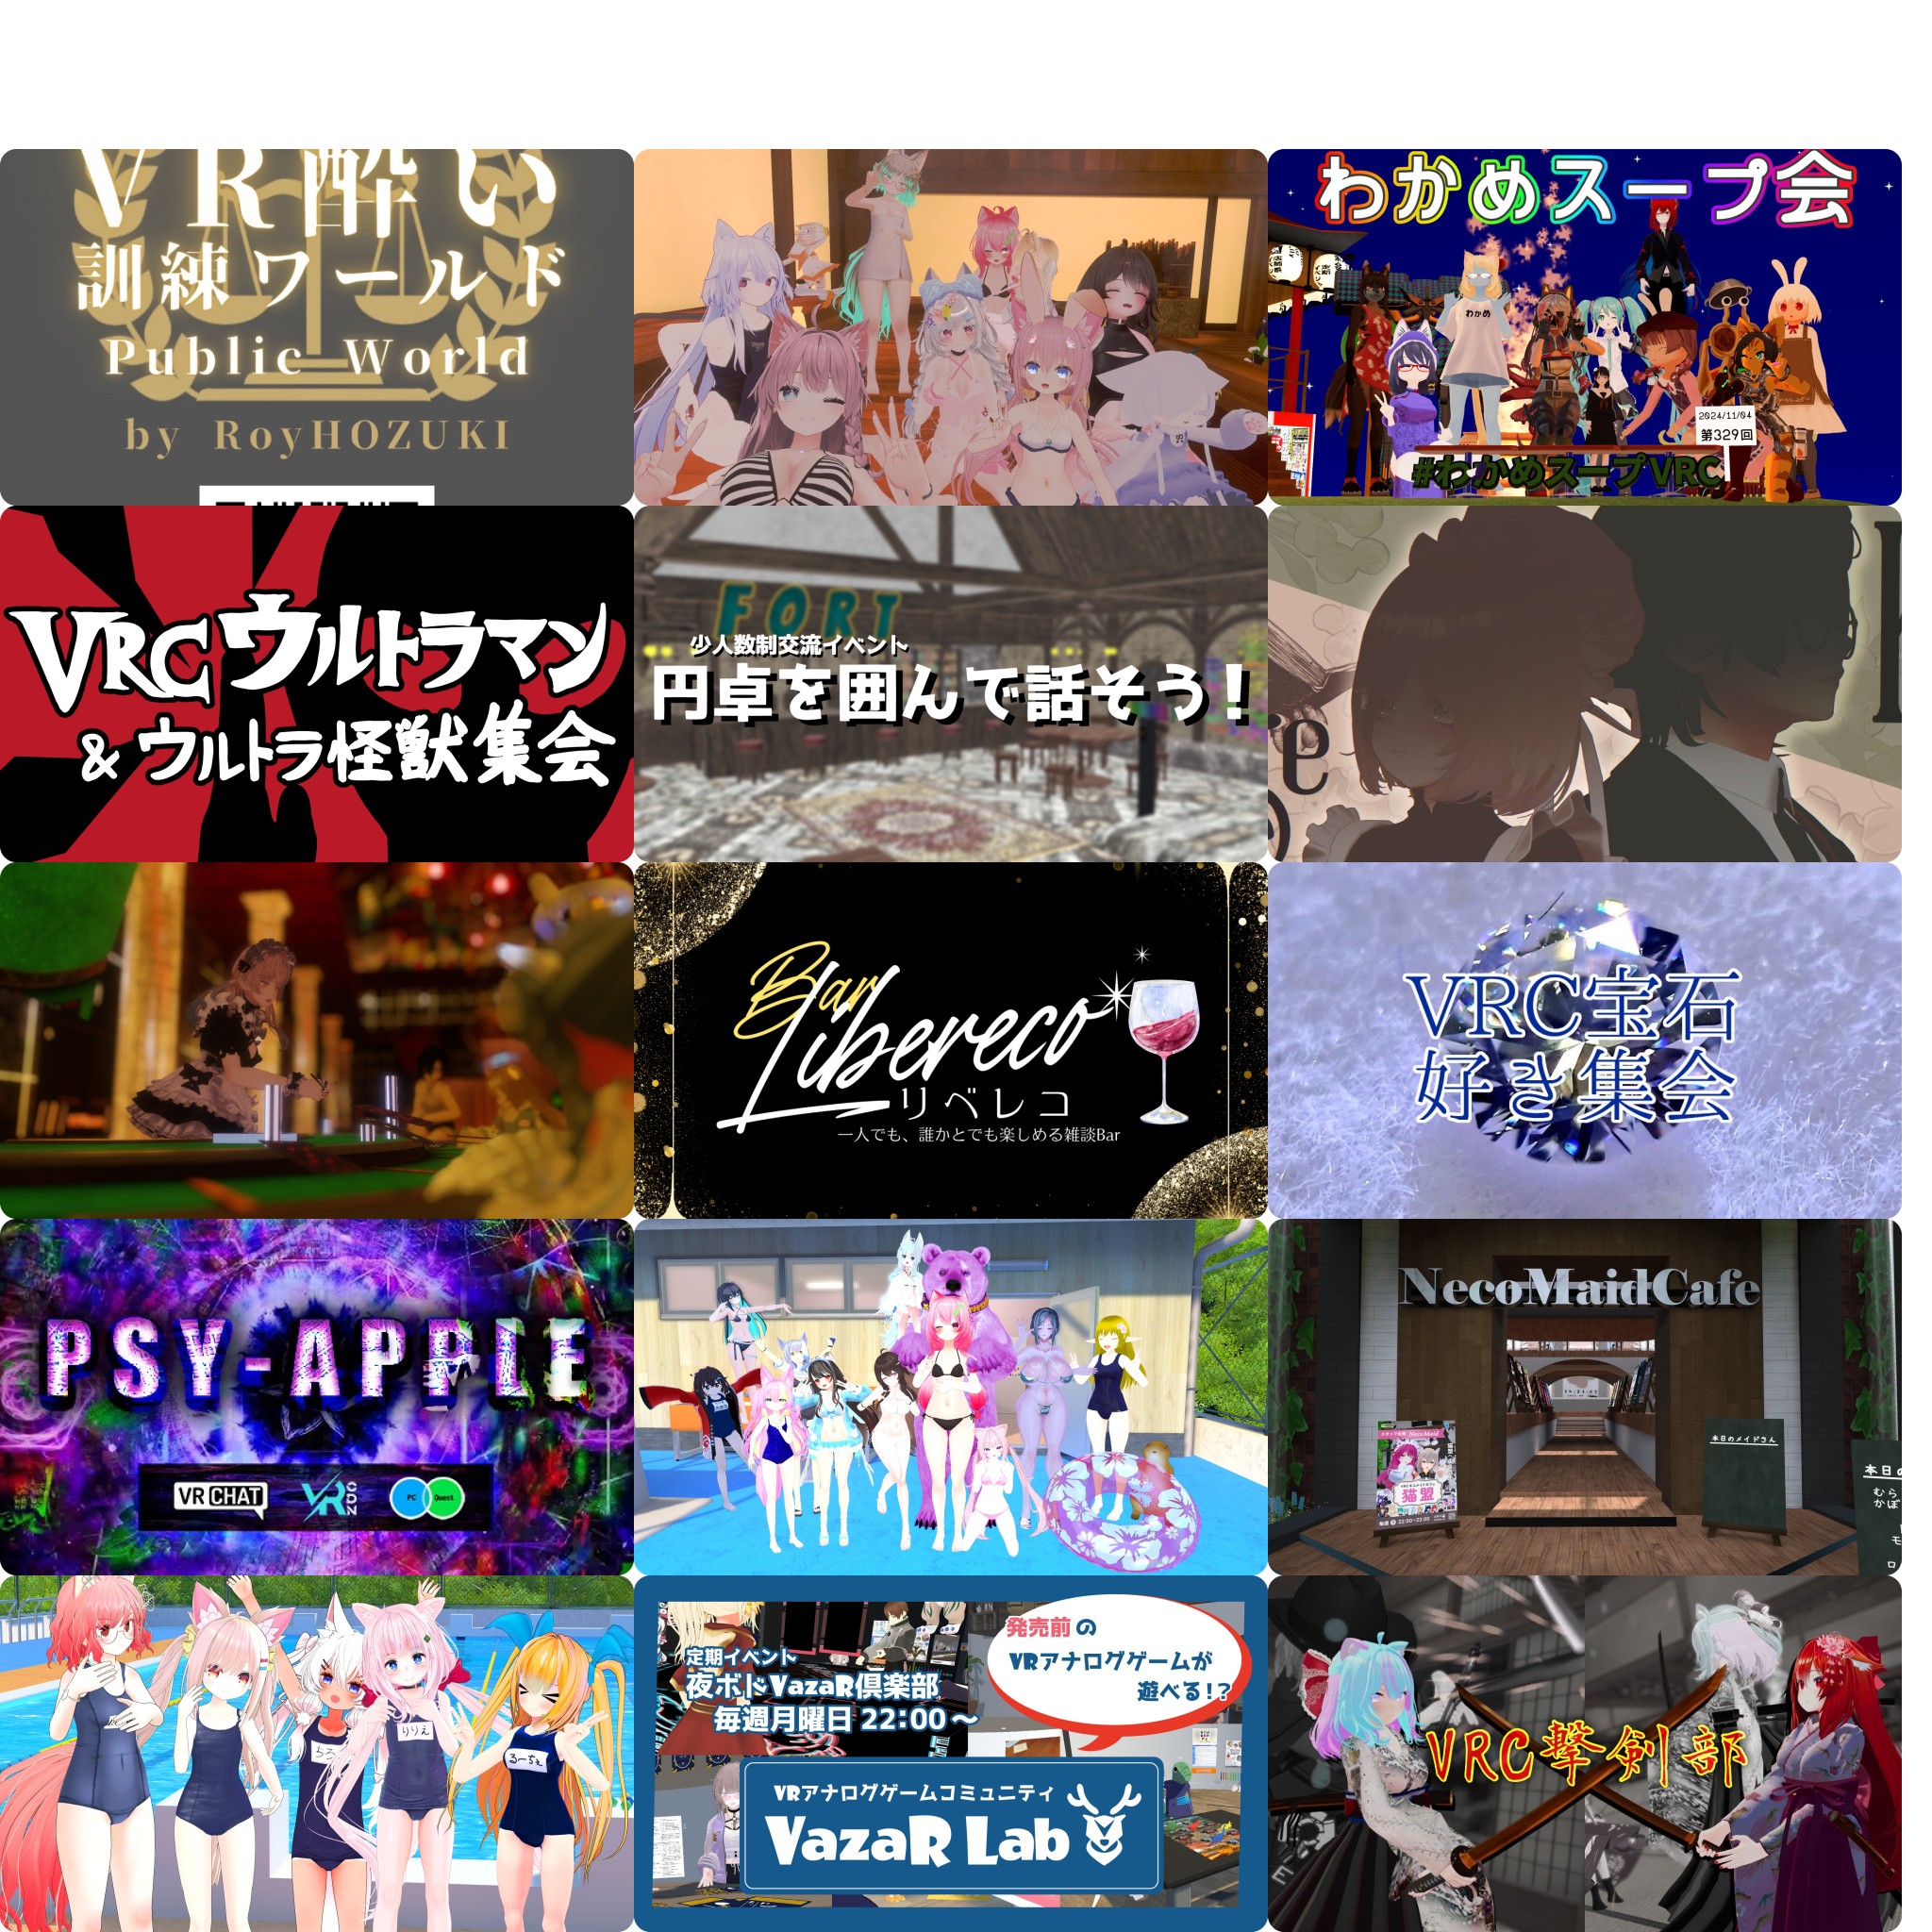 VR酔い
訓練ワールド
Public World
by RoyHOZUKI
わかめスープ会
わかめ
2024/11/04
第329回
#わかめスープVRC
VRCウルトラマン
& ウルトラ怪獣集会
FORT
少人数制交流イベント
円卓を囲んで話そう!
Bar
Libereco
リベレコ
一人でも、誰かとでも楽しめる雑談Bar
VRC宝石
好き集会
PSY-APPLE
VRCHAT
PC
Quest
NecoMaidCafe
本日のメイドさん
猫盟
りりえ
るーちぇ
定期イベント
夜ボドVazaR倶楽部
毎週月曜日 22:00～
発売前の
VRアナログゲームが
遊べる!?
VRアナログゲームコミュニティ
VazaR Lab
VRC撃剣部